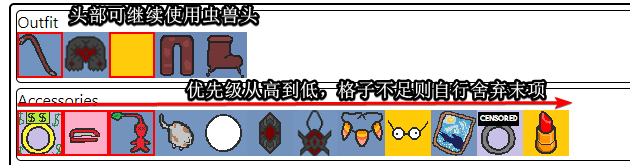 Outfit 头部可继续使用虫兽头
优先级从高到低，格子不足则自行舍弃末项
Accessories
$ $
CENSORED